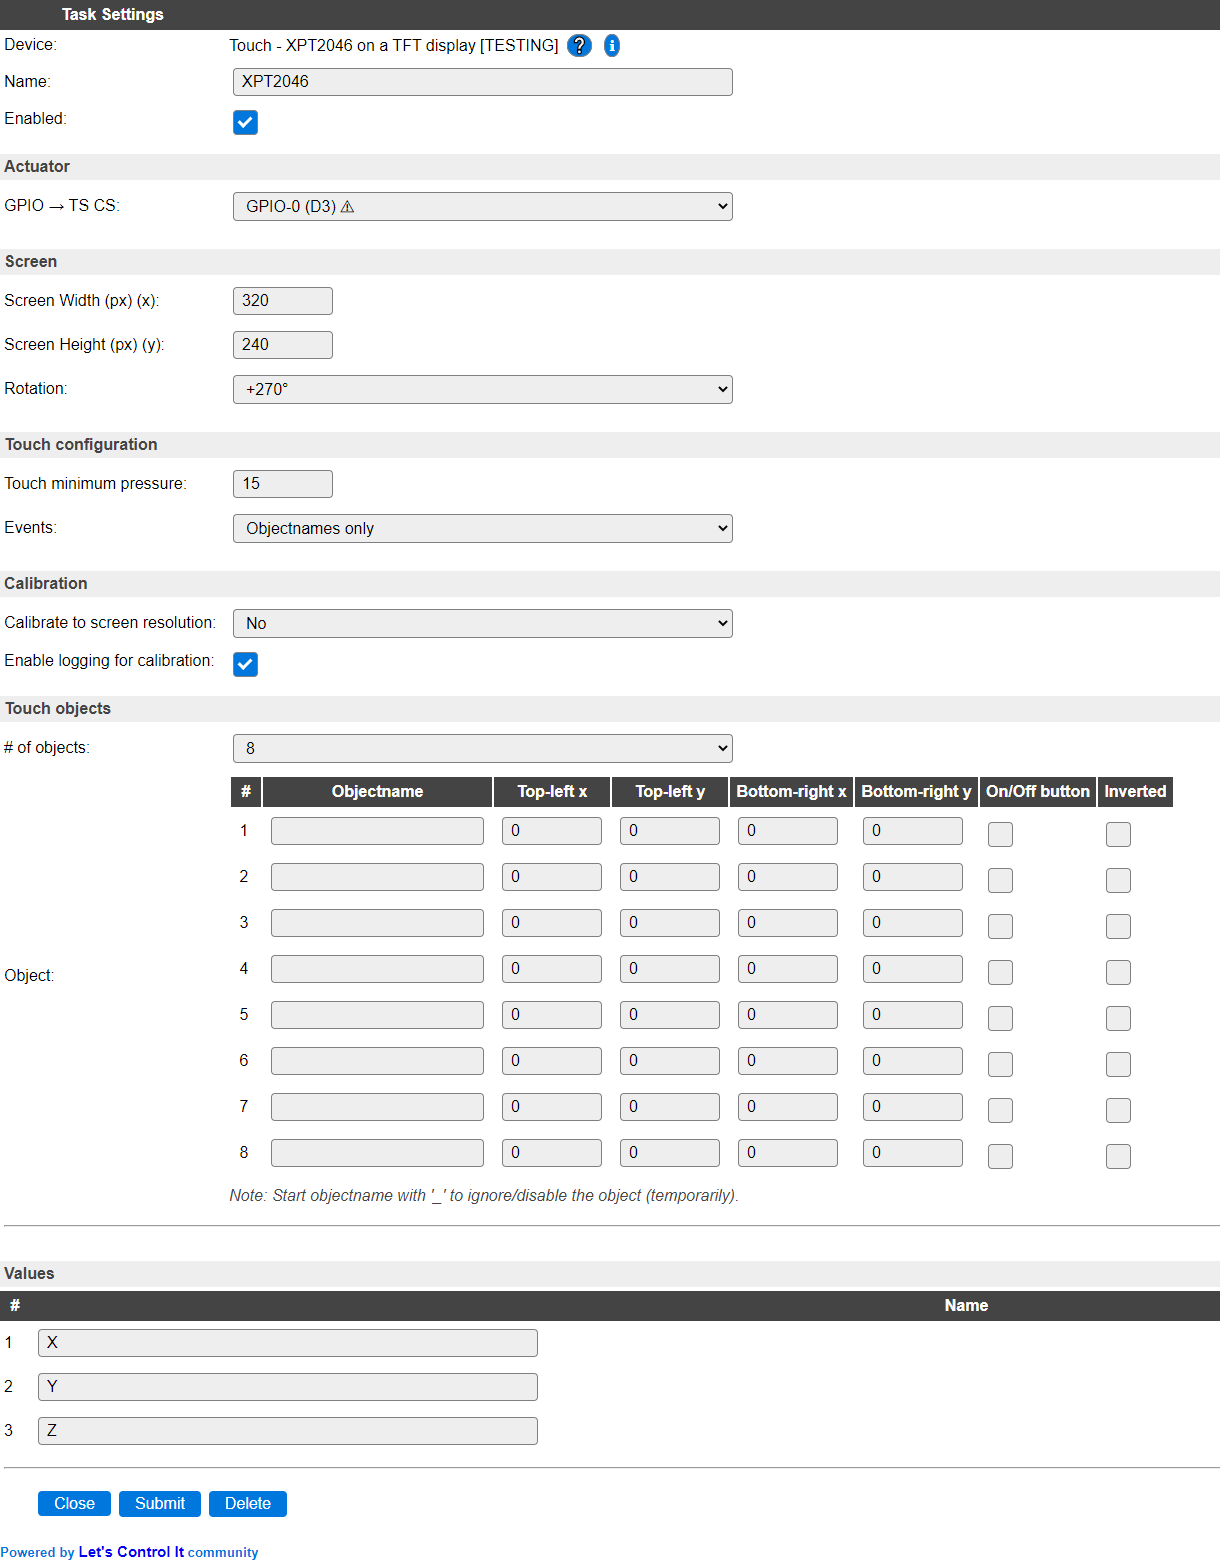 Task Settings
Device: Touch - XPT2046 on a TFT display [TESTING] ? i
Name: XPT2046
Enabled:
Actuator
GPIO → TS CS: GPIO-0 (D3) ⚠
Screen
Screen Width (px) (x): 320
Screen Height (px) (y): 240
Rotation: +270°
Touch configuration
Touch minimum pressure: 15
Events: Objectnames only
Calibration
Calibrate to screen resolution: No
Enable logging for calibration:
Touch objects
# of objects: 8
# Objectname Top-left x Top-left y Bottom-right x Bottom-right y On/Off button Inverted
1 0 0 0 0
2 0 0 0 0
3 0 0 0 0
4 0 0 0 0
Object:
5 0 0 0 0
6 0 0 0 0
7 0 0 0 0
8 0 0 0 0
Note: Start objectname with '_' to ignore/disable the object (temporarily).
Values
# Name
1 X
2 Y
3 Z
Close Submit Delete
Powered by Let's Control It community